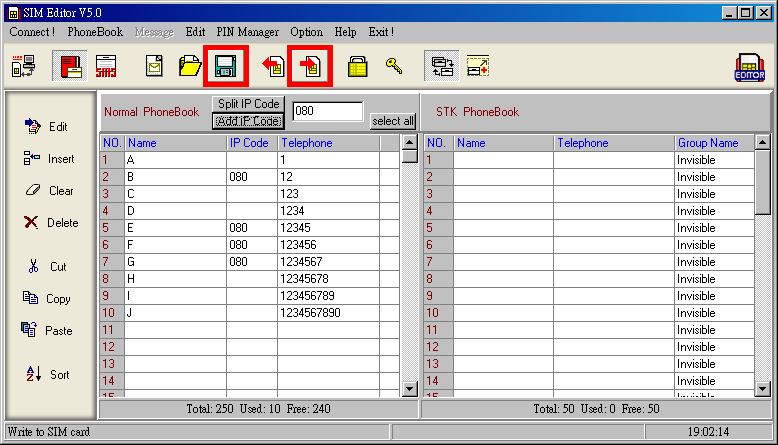 SIM Editor V5.0
Connect ! PhoneBook Message Edit PIN Manager Option Help Exit !
SMS
EDITOR
Edit
Insert
Clear
Delete
Cut
Copy
Paste
Sort
Normal PhoneBook
Split IP Code
Add IP Code
080
select all
NO. Name IP Code Telephone
1 A 1
2 B 080 12
3 C 123
4 D 1234
5 E 080 12345
6 F 080 123456
7 G 080 1234567
8 H 12345678
9 I 123456789
10 J 1234567890
11
12
13
14
15
Total: 250 Used: 10 Free: 240
STK PhoneBook
NO. Name Telephone Group Name
1 Invisible
2 Invisible
3 Invisible
4 Invisible
5 Invisible
6 Invisible
7 Invisible
8 Invisible
9 Invisible
10 Invisible
11 Invisible
12 Invisible
13 Invisible
14 Invisible
15 Invisible
Total: 50 Used: 0 Free: 50
Write to SIM card
19:02:14